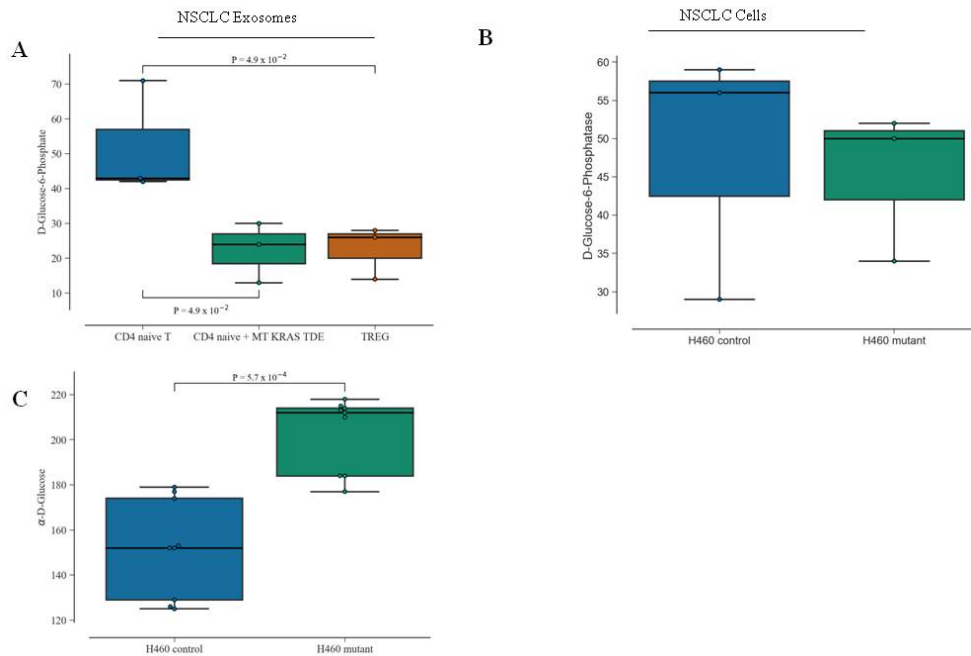 NSCLC Exosomes
A
P = 4.9 x 10⁻²
D-Glucose-6-Phosphate
70
60
50
40
30
20
10
P = 4.9 x 10⁻²
CD4 naive T CD4 naive + MT KRAS TDE TREG
NSCLC Cells
B
D-Glucose-6-Phosphatase
60
55
50
45
40
35
30
H460 control H460 mutant
C
P = 5.7 x 10⁻⁴
α-D-Glucose
220
200
180
160
140
120
H460 control H460 mutant